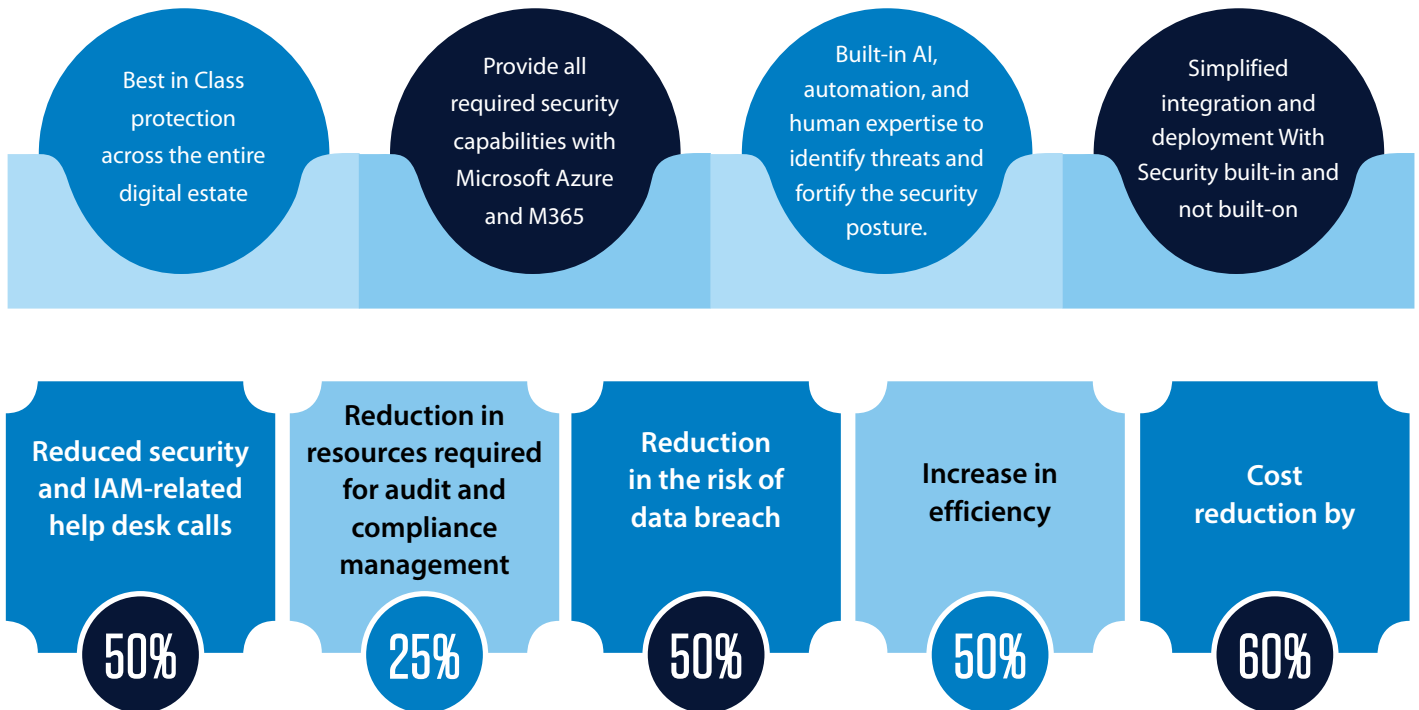 Best in Class
protection
across the entire
digital estate
Provide all
required security
capabilities with
Microsoft Azure
and M365
Built-in AI,
automation, and
human expertise to
identify threats and
fortify the security
posture.
Simplified
integration and
deployment With
Security built-in and
not built-on
Reduced security
and IAM-related
help desk calls
50%
Reduction in
resources required
for audit and
compliance
management
25%
Reduction
in the risk of
data breach
50%
Increase in
efficiency
50%
Cost
reduction by
60%